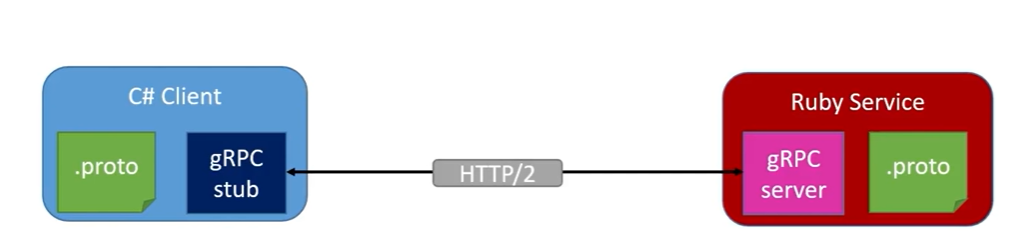 C# Client
.proto
gRPC
stub
HTTP/2
Ruby Service
gRPC
server
.proto